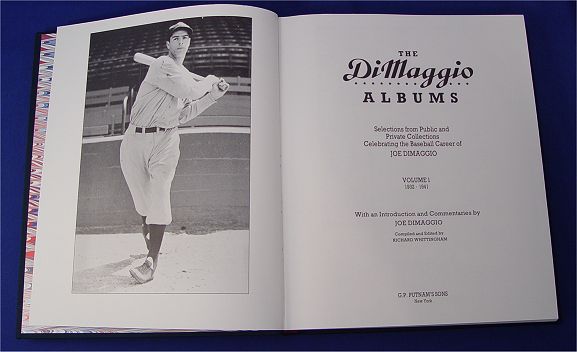 THE
DiMaggio
ALBUMS
Selections from Public and
Private Collections
Celebrating the Baseball Career of
JOE DIMAGGIO
VOLUME 1
1932 - 1941
With an Introduction and Commentaries by
JOE DIMAGGIO
Compiled and Edited by
RICHARD WHITTINGHAM
G.P. PUTNAM'S SONS
New York